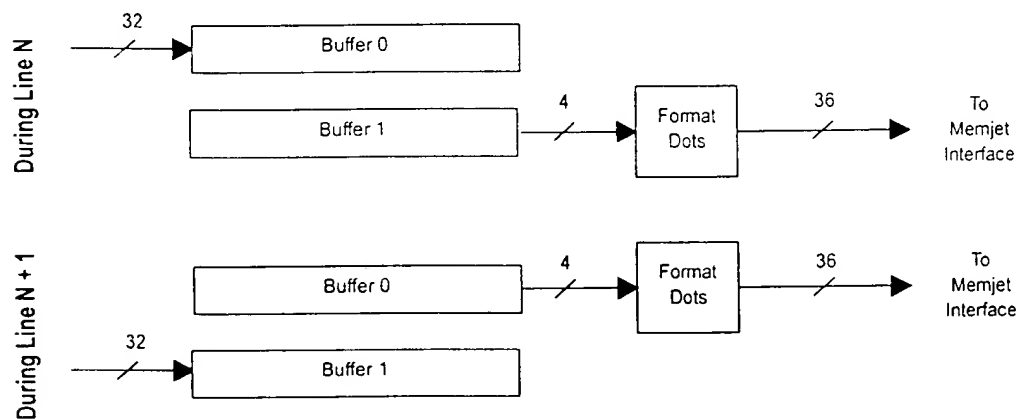 During Line N
32
Buffer 0
Buffer 1
4
Format
Dots
36
To
Memjet
Interface
During Line N + 1
Buffer 0
4
Format
Dots
36
To
Memjet
Interface
32
Buffer 1